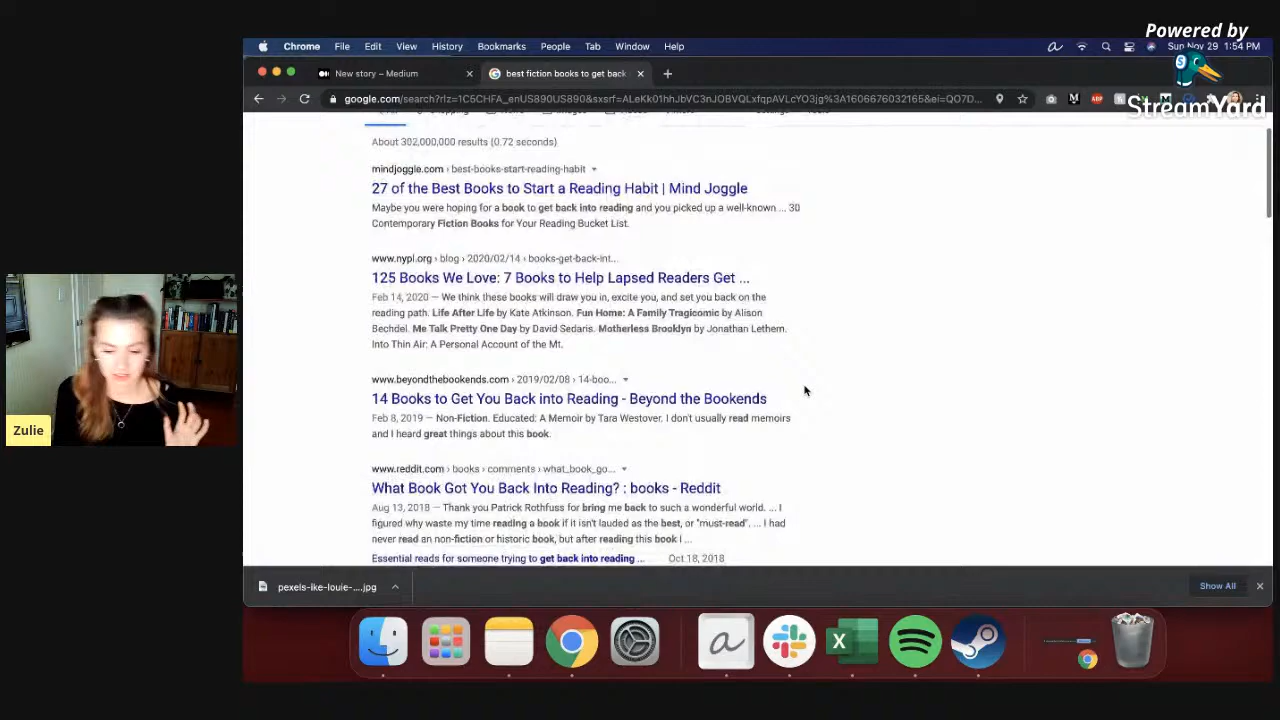 Powered by
StreamYard
Chrome File Edit View History Bookmarks People Tab Window Help
Sun Nov 29 1:54 PM
New story – Medium
best fiction books to get back
google.com/search?rlz=1C5CHFA_enUS890US890&sxsrf=ALeKk01hhJbVC3nJOBVQLxfqpAVLcYO3jg%3A1606676032165&ei=QO7D...
About 302,000,000 results (0.72 seconds)
mindjoggle.com › best-books-start-reading-habit
27 of the Best Books to Start a Reading Habit | Mind Joggle
Maybe you were hoping for a book to get back into reading and you picked up a well-known ... 30
Contemporary Fiction Books for Your Reading Bucket List.
www.nypl.org › blog › 2020/02/14 › books-get-back-int...
125 Books We Love: 7 Books to Help Lapsed Readers Get ...
Feb 14, 2020 — We think these books will draw you in, excite you, and set you back on the
reading path. Life After Life by Kate Atkinson. Fun Home: A Family Tragicomic by Alison
Bechdel. Me Talk Pretty One Day by David Sedaris. Motherless Brooklyn by Jonathan Lethem.
Into Thin Air: A Personal Account of the Mt.
www.beyondthebookends.com › 2019/02/08 › 14-boo...
14 Books to Get You Back into Reading - Beyond the Bookends
Feb 8, 2019 — Non-Fiction. Educated: A Memoir by Tara Westover. I don't usually read memoirs
and I heard great things about this book.
www.reddit.com › books › comments › what_book_go...
What Book Got You Back Into Reading? : books - Reddit
Aug 13, 2018 — Thank you Patrick Rothfuss for bring me back to such a wonderful world. ... I
figured why waste my time reading a book if it isn't lauded as the best, or "must-read". ... I had
never read an non-fiction or historic book, but after reading this book i ...
Essential reads for someone trying to get back into reading ... Oct 18, 2018
Zulie
pexels-ike-louie-....jpg
Show All